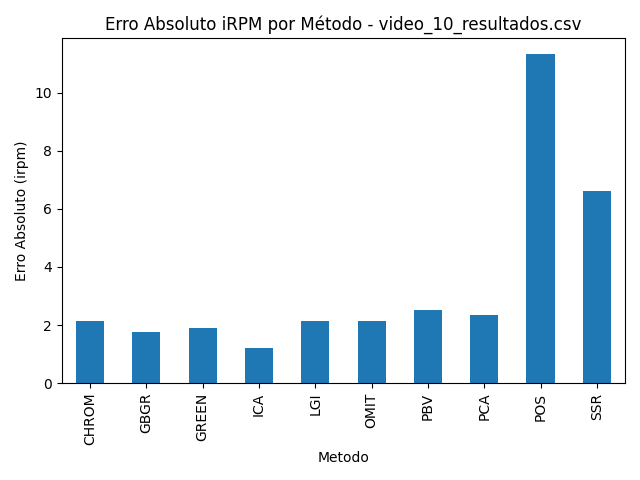 Erro Absoluto iRPM por Método - video_10_resultados.csv
Erro Absoluto (irpm)
10
8
6
4
2
0
CHROM
GBGR
GREEN
ICA
LGI
OMIT
PBV
PCA
POS
SSR
Metodo